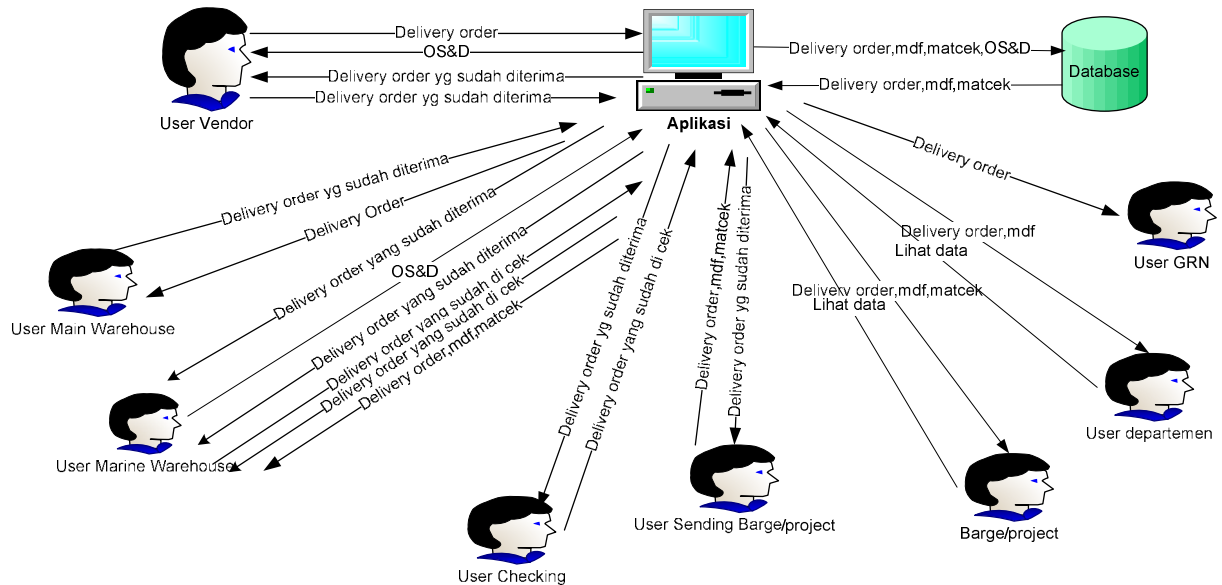 Delivery order
OS&D
Delivery order yg sudah diterima
Delivery order yg sudah diterima
User Vendor
Aplikasi
Delivery order,mdf,matcek,OS&D
Delivery order,mdf,matcek
Database
Delivery order
User GRN
Delivery order yg sudah diterima
Delivery Order
User Main Warehouse
Delivery order yang sudah diterima
OS&D
Delivery order yang sudah diterima
Delivery order yang sudah di cek
Delivery order yang sudah di cek
Delivery order,mdf,matcek
User Marine Warehouse
Delivery order yg sudah diterima
Delivery order yang sudah di cek
User Checking
Delivery order,mdf,matcek
Delivery order yg sudah diterima
User Sending Barge/project
Delivery order,mdf,matcek
Lihat data
Barge/project
Delivery order,mdf
Lihat data
User departemen